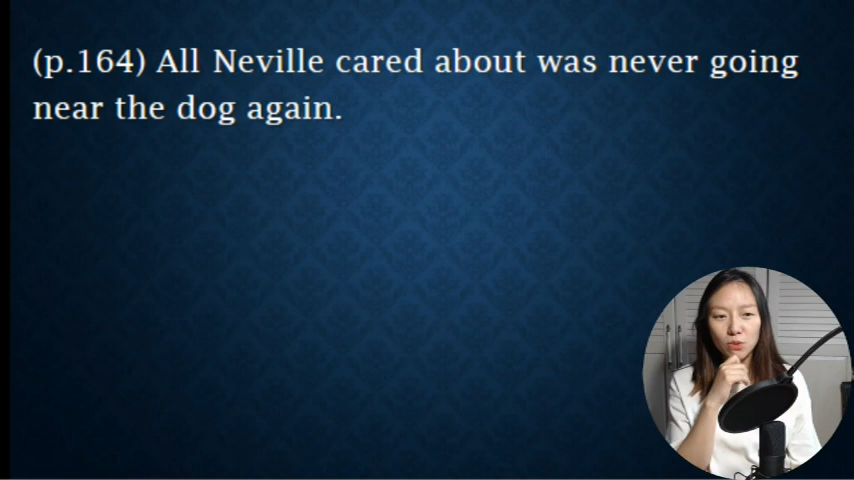 (p.164) All Neville cared about was never going
near the dog again.